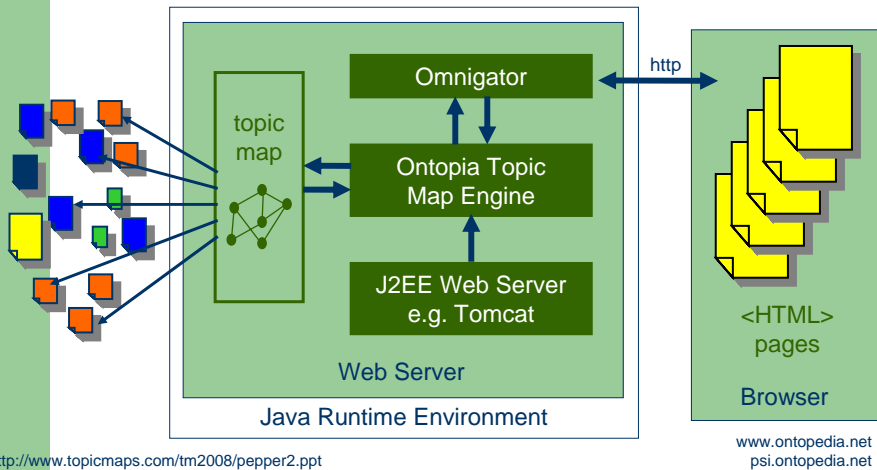 Omnigator
http
topic
map
Ontopia Topic
Map Engine
J2EE Web Server
e.g. Tomcat
<HTML>
pages
Web Server
Browser
Java Runtime Environment
www.ontopedia.net
ttp://www.topicmaps.com/tm2008/pepper2.ppt
psi.ontopedia.net